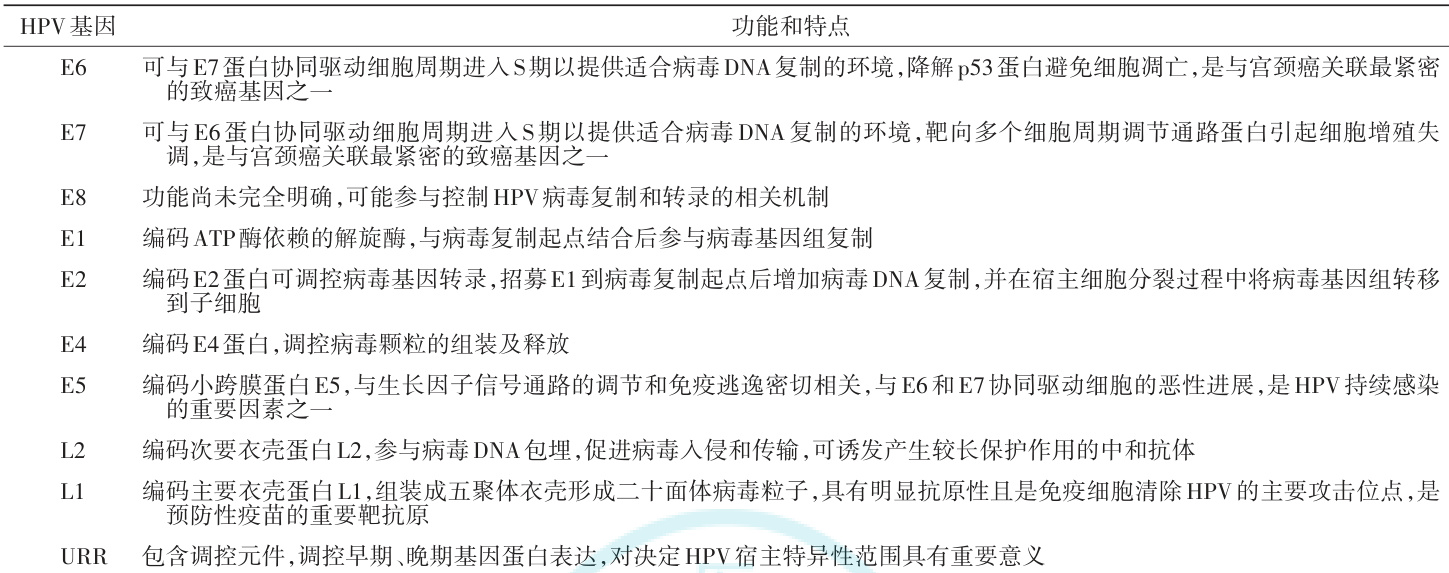 HPV基因 功能和特点
E6 可与E7蛋白协同驱动细胞周期进入S期以提供适合病毒DNA复制的环境,降解p53蛋白避免细胞凋亡,是与宫颈癌关联最紧密
的致癌基因之一
E7 可与E6蛋白协同驱动细胞周期进入S期以提供适合病毒DNA复制的环境,靶向多个细胞周期调节通路蛋白引起细胞增殖失
调,是与宫颈癌关联最紧密的致癌基因之一
E8 功能尚未完全明确,可能参与控制HPV病毒复制和转录的相关机制
E1 编码ATP酶依赖的解旋酶,与病毒复制起点结合后参与病毒基因组复制
E2 编码E2蛋白可调控病毒基因转录,招募E1到病毒复制起点后增加病毒DNA复制,并在宿主细胞分裂过程中将病毒基因组转移
到子细胞
E4 编码E4蛋白,调控病毒颗粒的组装及释放
E5 编码小跨膜蛋白E5,与生长因子信号通路的调节和免疫逃逸密切相关,与E6和E7协同驱动细胞的恶性进展,是HPV持续感染
的重要因素之一
L2 编码次要衣壳蛋白L2,参与病毒DNA包埋,促进病毒入侵和传输,可诱发产生较长保护作用的中和抗体
L1 编码主要衣壳蛋白L1,组装成五聚体衣壳形成二十面体病毒粒子,具有明显抗原性且是免疫细胞清除HPV的主要攻击位点,是
预防性疫苗的重要靶抗原
URR 包含调控元件,调控早期、晚期基因蛋白表达,对决定HPV宿主特异性范围具有重要意义